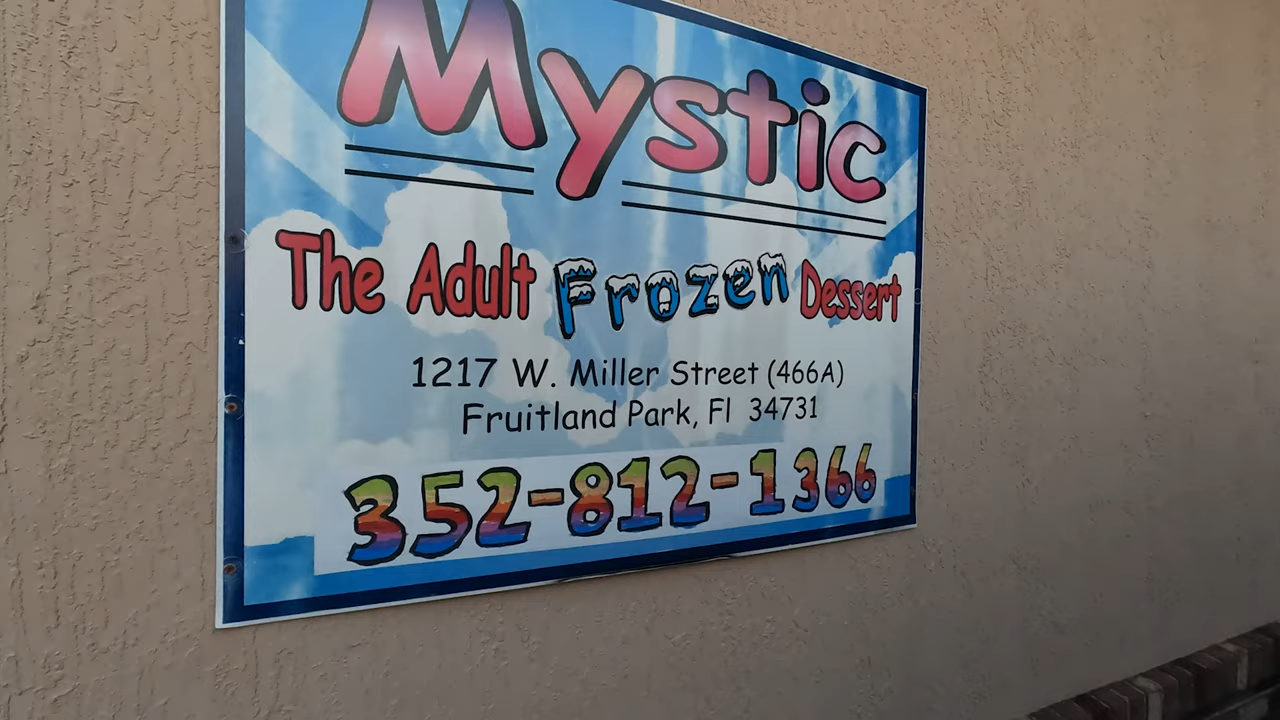 Mystic
The Adult Frozen Dessert
1217 W. Miller Street (466A)
Fruitland Park, Fl 34731
352-812-1366